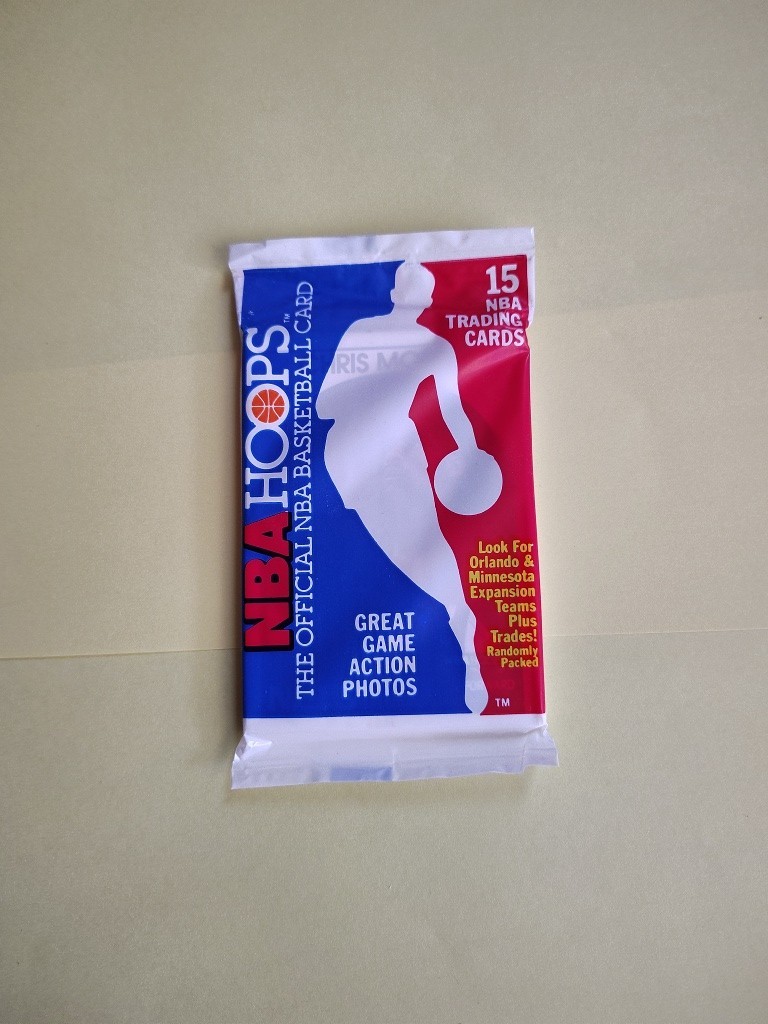 15
NBA
TRADING
CARDS
NBA HOOPS™
THE OFFICIAL NBA BASKETBALL CARD
Look For
Orlando &
Minnesota
Expansion
Teams
Plus
Trades!
Randomly
Packed
GREAT
GAME
ACTION
PHOTOS
TM